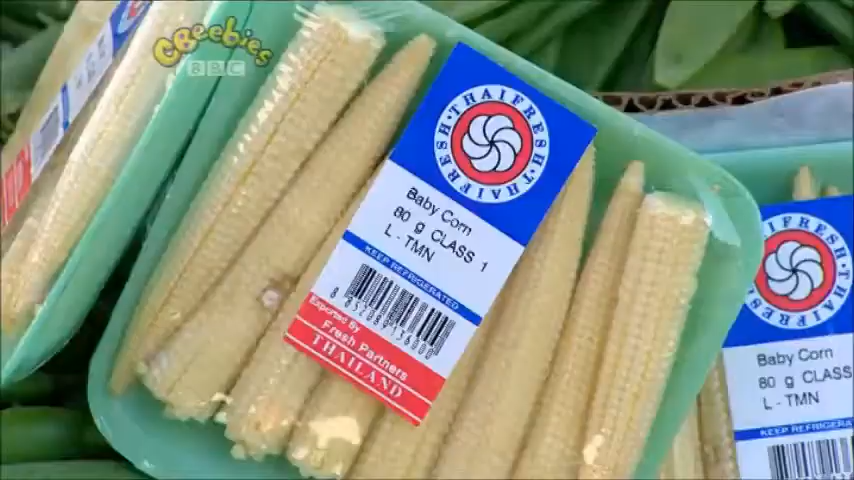 CBeebies
BBC
THAIFRESH · THAIFRESH ·
Baby Corn
80 g CLASS 1
L - TMN
KEEP REFRIGERATED
Exported By
Fresh Partners
THAILAND
Baby Corn
80 g CLASS
L - TMN